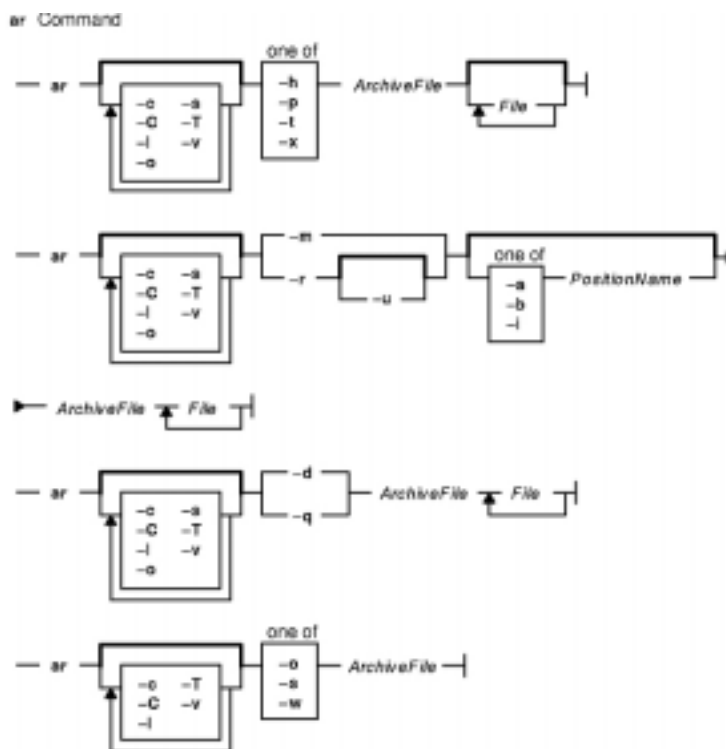 ar Command
one of
ar
-c -s
-C -T
-l -v
-o
-h
-p
-t
-x
ArchiveFile
File
ar
-c -s
-C -T
-l -v
-o
-m
-r
-u
one of
-a
-b
-i
PositionName
ArchiveFile File
ar
-c -s
-C -T
-l -v
-o
-d
-q
ArchiveFile File
one of
ar
-c -T
-C -v
-l
-o
-s
-w
ArchiveFile